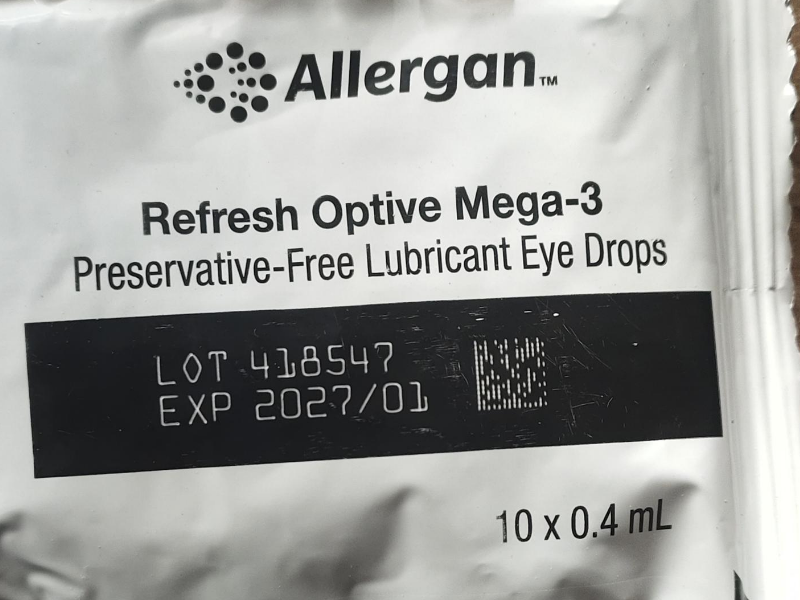 Allergan™
Refresh Optive Mega-3
Preservative-Free Lubricant Eye Drops
LOT 418547
EXP 2027/01
10 x 0.4 mL